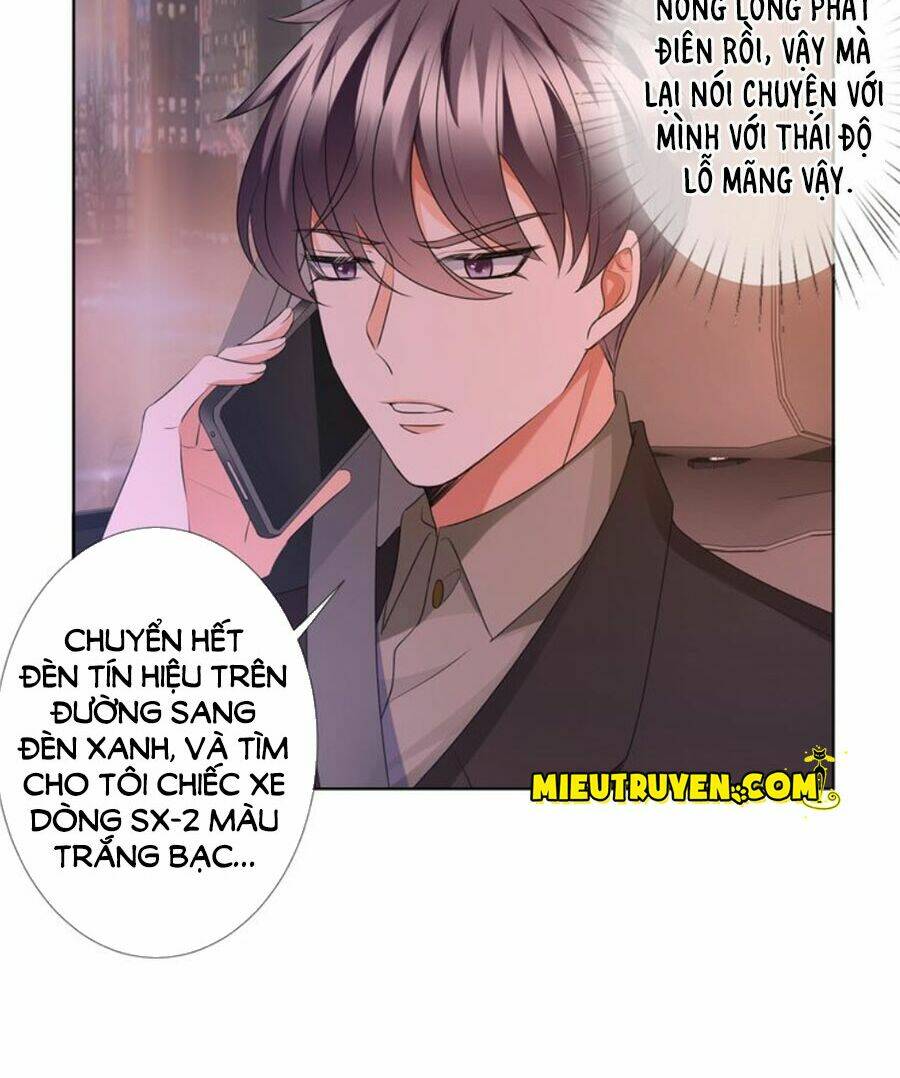 NÓNG LÒNG PHÁT
ĐIÊN RỒI, VẬY MÀ
LẠI NÓI CHUYỆN VỚI
MÌNH VỚI THÁI ĐỘ
LỖ MÃNG VẬY.
CHUYỂN HẾT
ĐÈN TÍN HIỆU TRÊN
ĐƯỜNG SANG
ĐÈN XANH, VÀ TÌM
CHO TÔI CHIẾC XE
DÒNG SX-2 MÀU
TRẮNG BẠC...
MIEUTRUYEN.COM